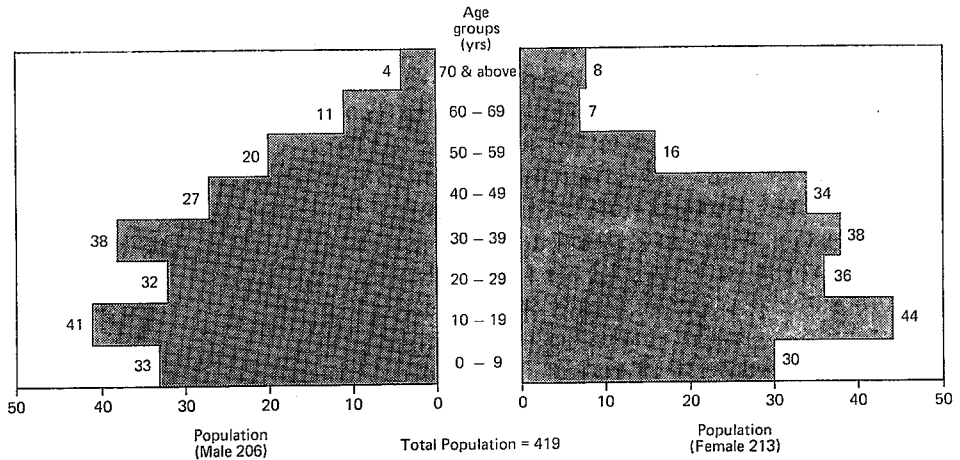 Age
groups
(yrs)
4 70 & above 8
11 60 – 69 7
20 50 – 59 16
27 40 – 49 34
38 30 – 39 38
32 20 – 29 36
41 10 – 19 44
33 0 – 9 30
50 40 30 20 10 0 0 10 20 30 40 50
Population
(Male 206)
Total Population = 419
Population
(Female 213)